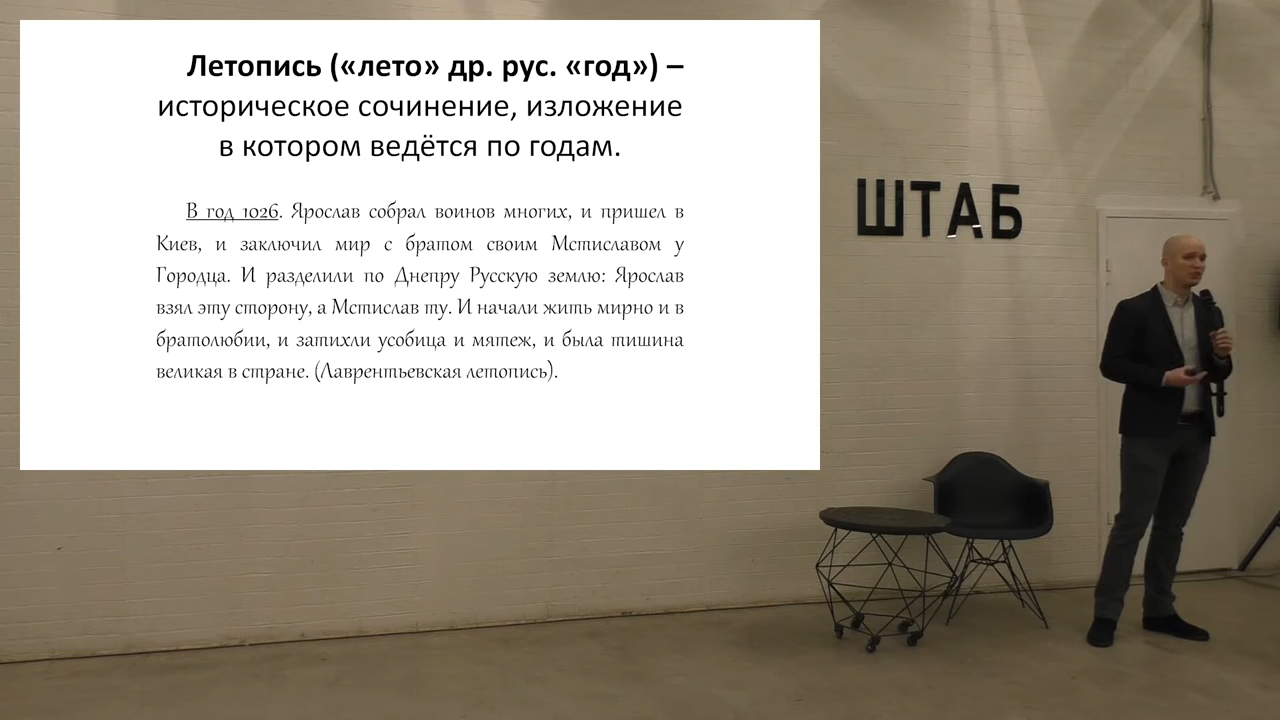 Летопись («лето» др. рус. «год») –
историческое сочинение, изложение
в котором ведётся по годам.
В год 1026. Ярослав собрал воинов многих, и пришел в
Киев, и заключил мир с братом своим Мстиславом у
Городца. И разделили по Днепру Русскую землю: Ярослав
взял эту сторону, а Мстислав ту. И начали жить мирно и в
братолюбии, и затихли усобица и мятеж, и была тишина
великая в стране. (Лаврентьевская летопись).
ШТАБ